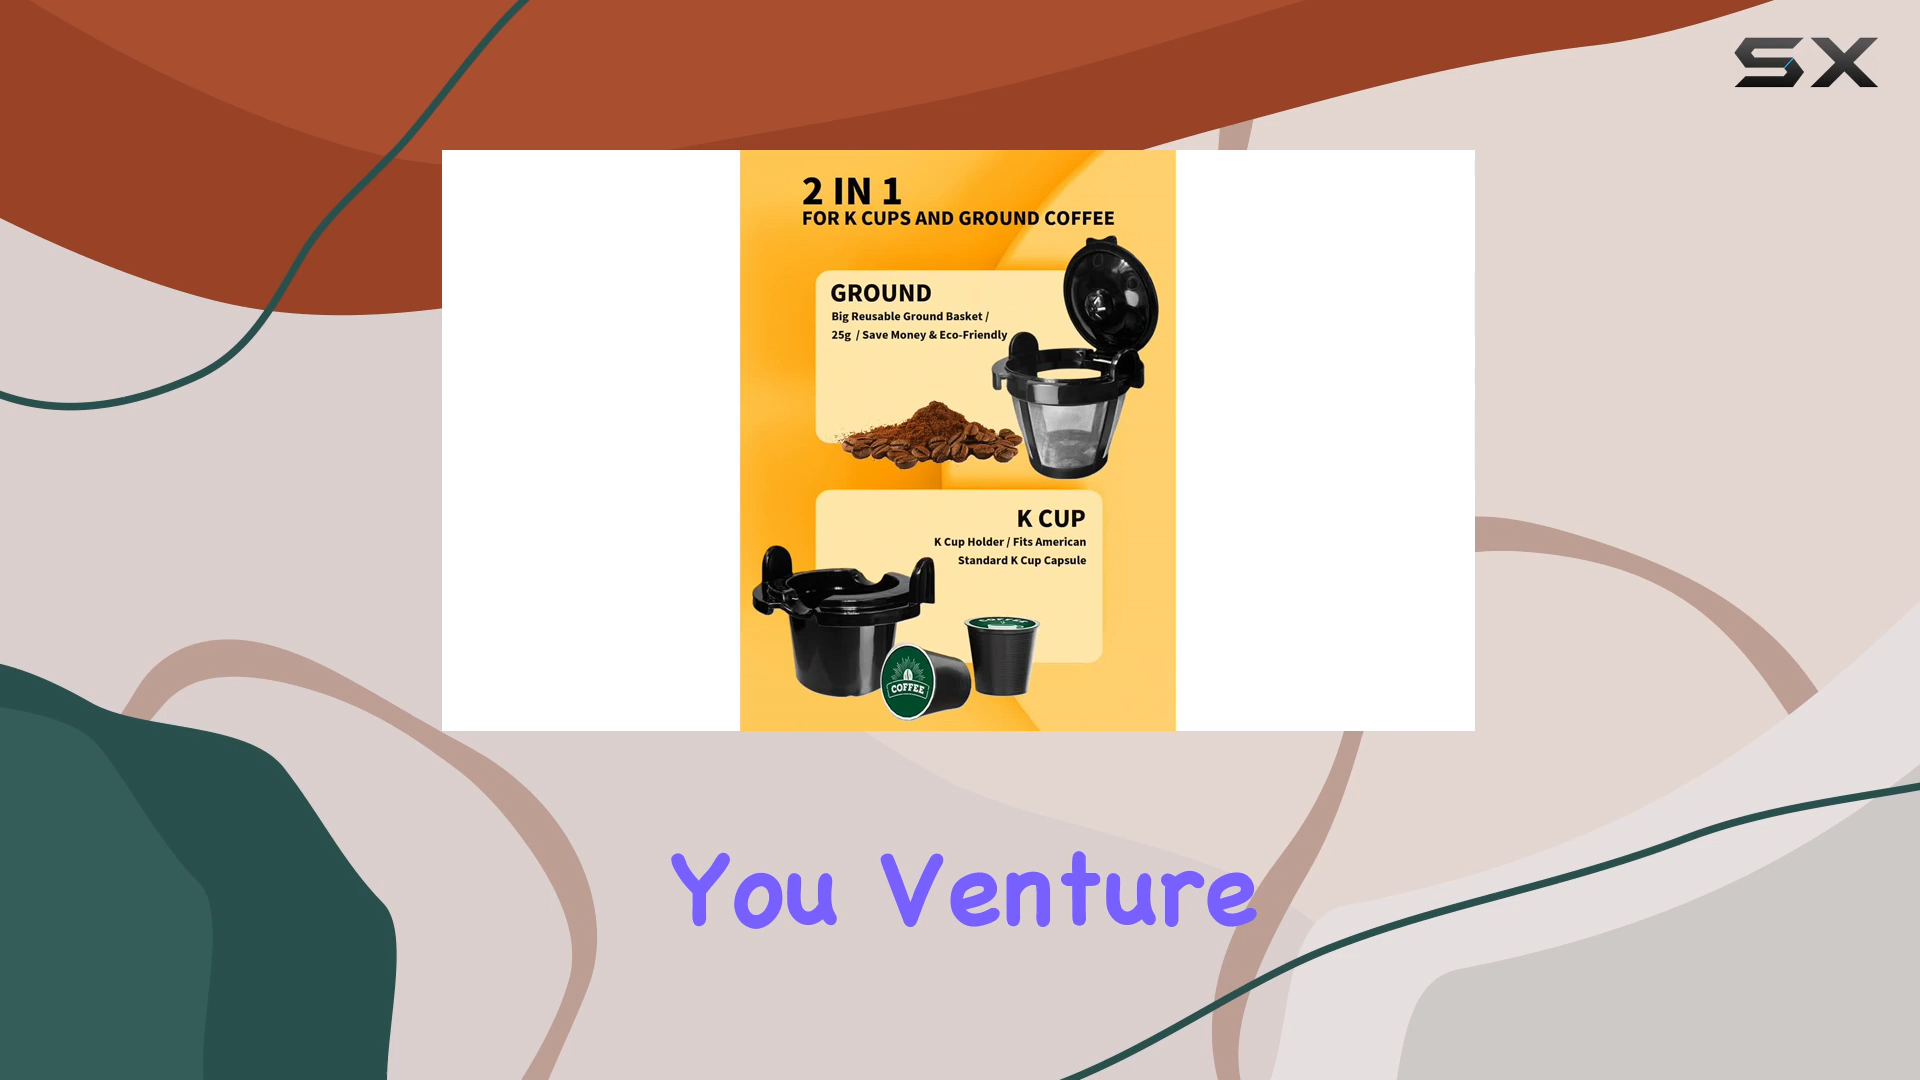 SX
2 IN 1
FOR K CUPS AND GROUND COFFEE
GROUND
Big Reusable Ground Basket /
25g / Save Money & Eco-Friendly
K CUP
K Cup Holder / Fits American
Standard K Cup Capsule
COFFEE
COFFEE
You Venture